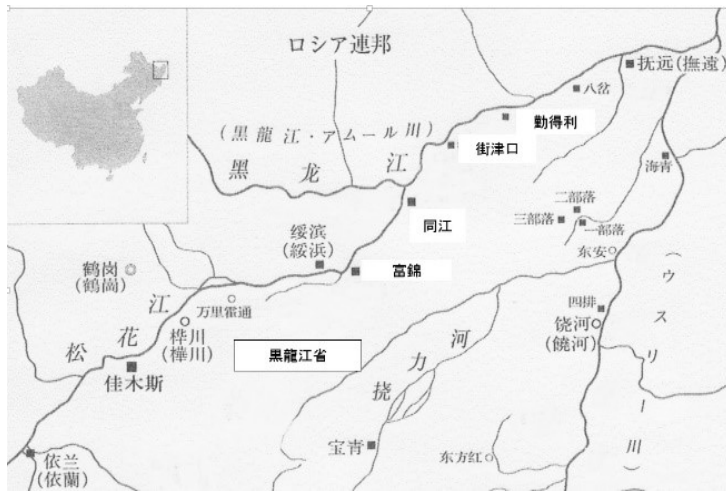 ロシア連邦
抚远(撫遠)
八岔
勤得利
(黒龍江・アムール川)
街津口
黑龙江
海青
二部落
三部落
一部落
同江
绥滨
(綏浜)
东安
鹤岗
(鶴崗)
富錦
万里霍通
桦川
(樺川)
松花江
四排
饶河
(饒河)
(ウスリー川)
黒龍江省
挠力河
佳木斯
宝青
东方红
依兰
(依蘭)